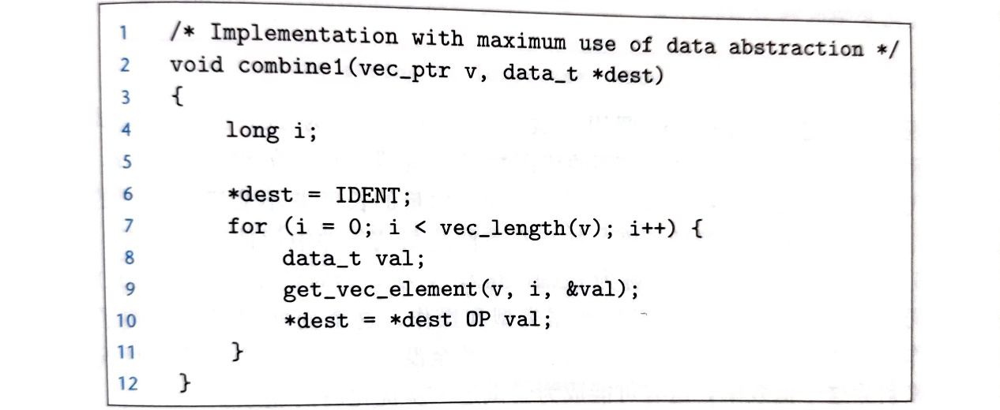 1 /* Implementation with maximum use of data abstraction */
2 void combine1(vec_ptr v, data_t *dest)
3 {
4     long i;
5
6     *dest = IDENT;
7     for (i = 0; i < vec_length(v); i++) {
8         data_t val;
9         get_vec_element(v, i, &val);
10         *dest = *dest OP val;
11     }
12 }